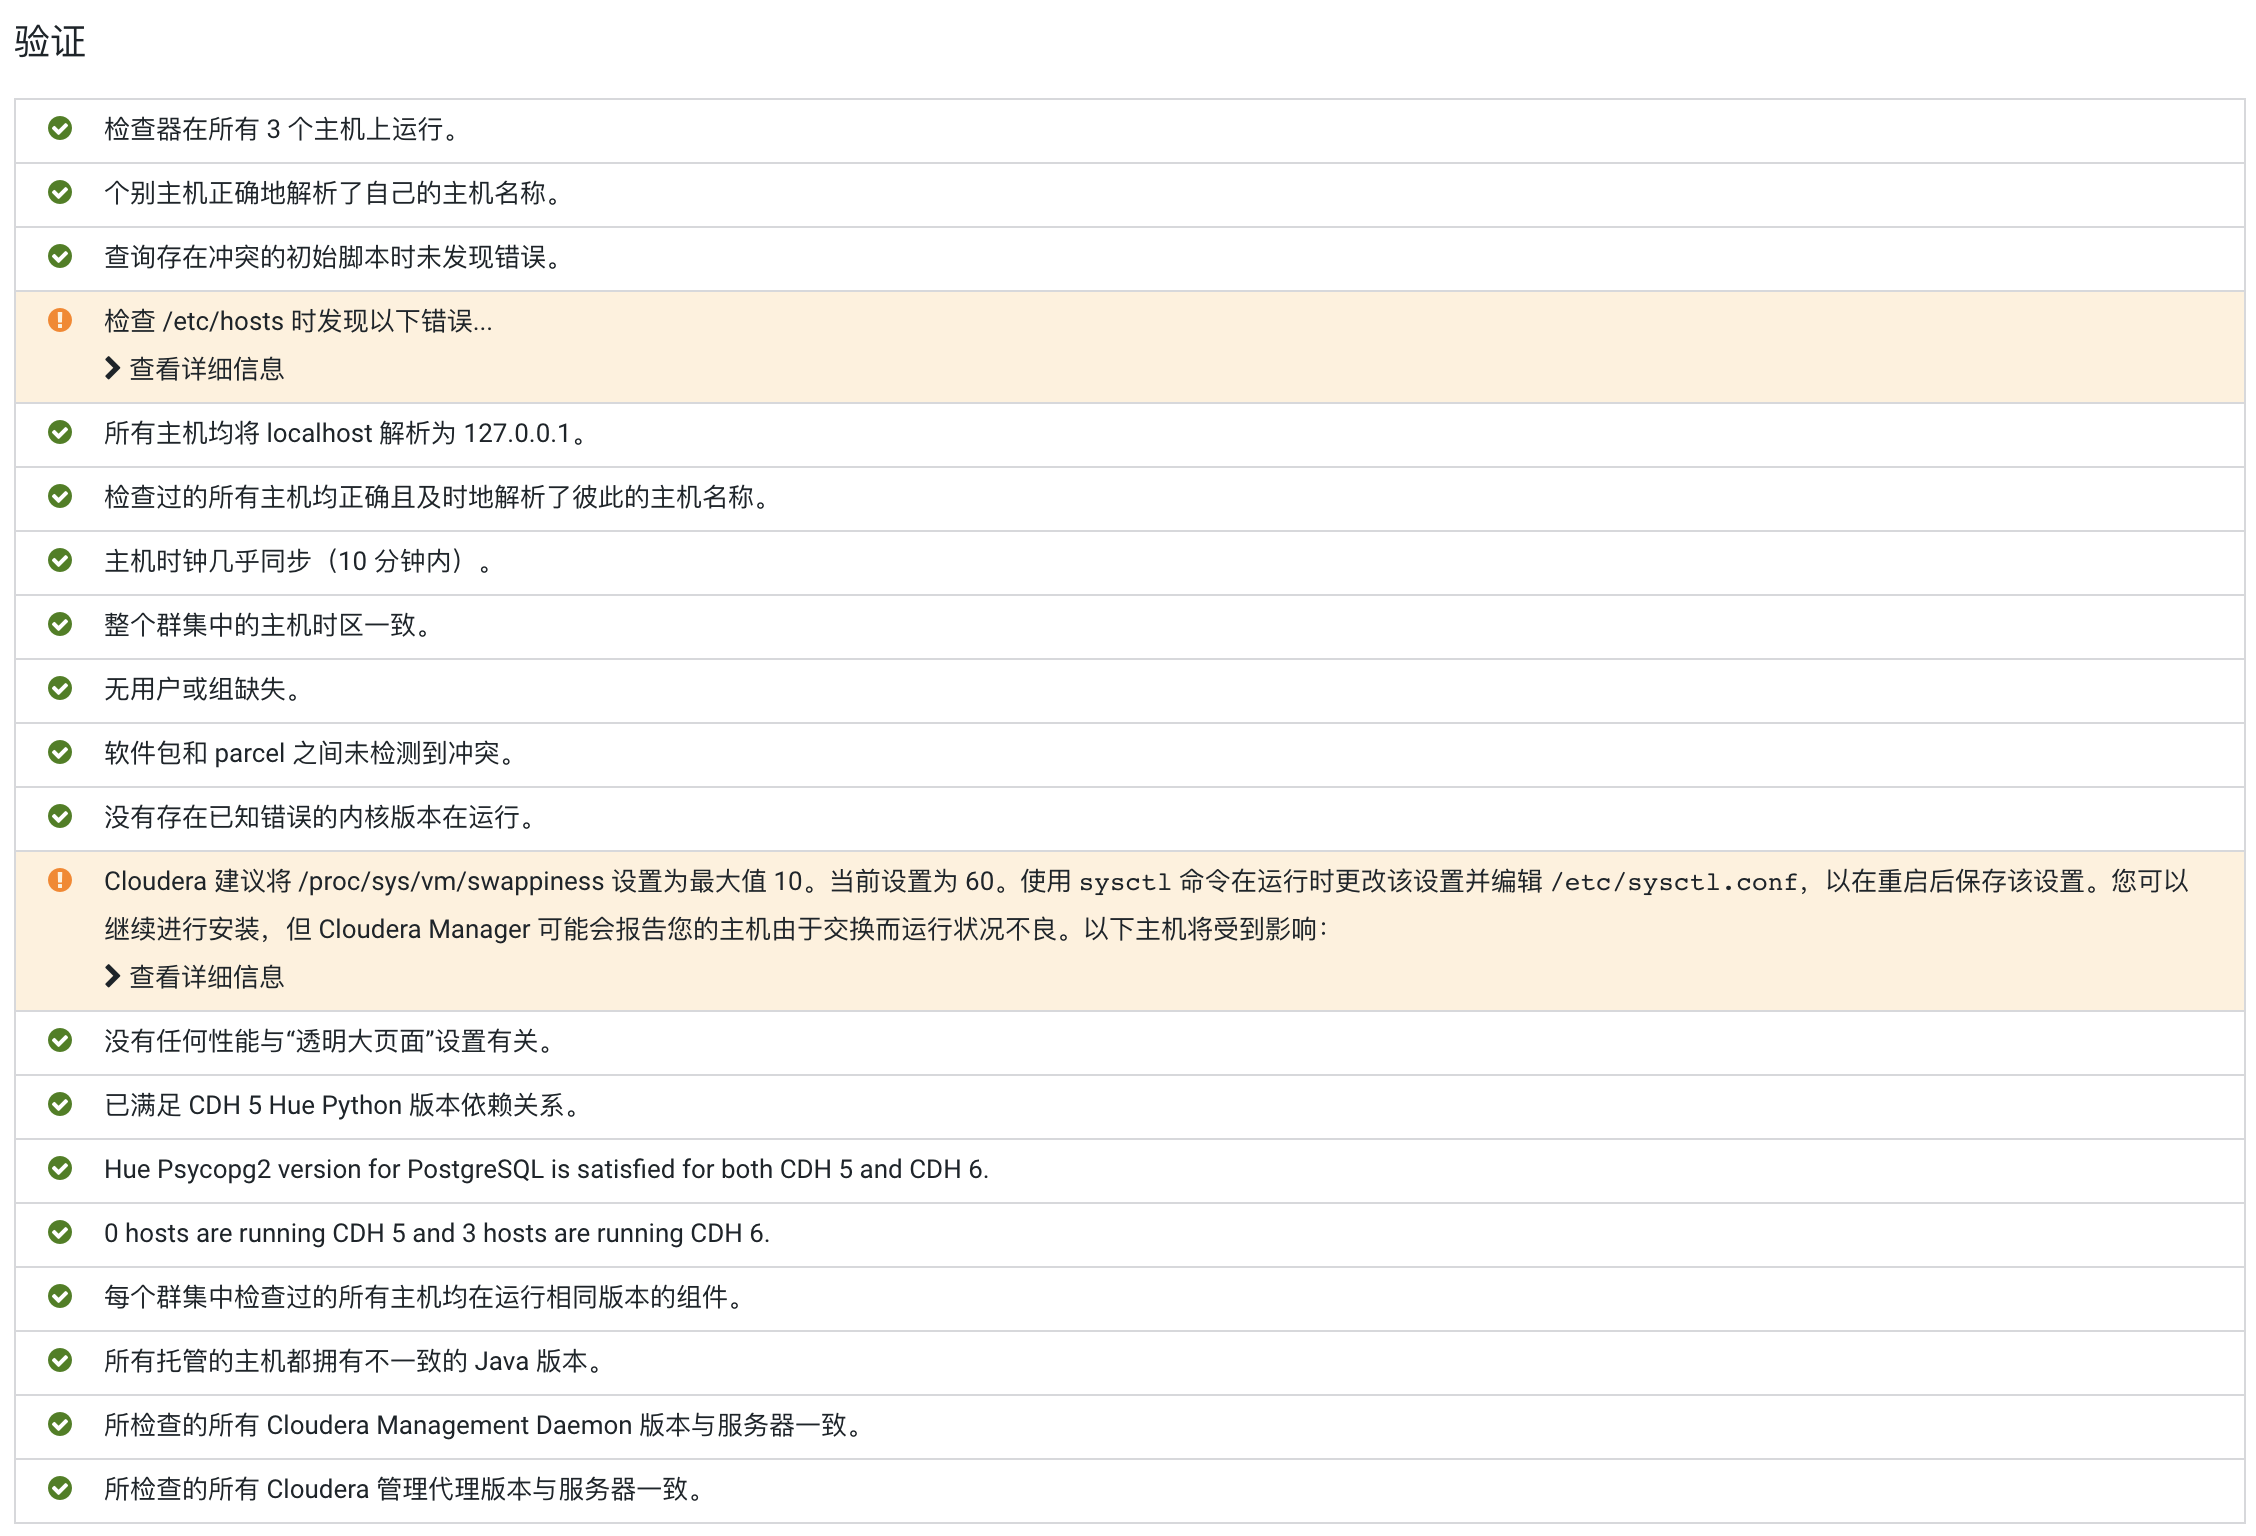 验证
检查器在所有 3 个主机上运行。
个别主机正确地解析了自己的主机名称。
查询存在冲突的初始脚本时未发现错误。
检查 /etc/hosts 时发现以下错误...
查看详细信息
所有主机均将 localhost 解析为 127.0.0.1。
检查过的所有主机均正确且及时地解析了彼此的主机名称。
主机时钟几乎同步（10 分钟内）。
整个群集中的主机时区一致。
无用户或组缺失。
软件包和 parcel 之间未检测到冲突。
没有存在已知错误的内核版本在运行。
Cloudera 建议将 /proc/sys/vm/swappiness 设置为最大值 10。当前设置为 60。使用 sysctl 命令在运行时更改该设置并编辑 /etc/sysctl.conf，以在重启后保存该设置。您可以
继续进行安装，但 Cloudera Manager 可能会报告您的主机由于交换而运行状况不良。以下主机将受到影响：
查看详细信息
没有任何性能与“透明大页面”设置有关。
已满足 CDH 5 Hue Python 版本依赖关系。
Hue Psycopg2 version for PostgreSQL is satisfied for both CDH 5 and CDH 6.
0 hosts are running CDH 5 and 3 hosts are running CDH 6.
每个群集中检查过的所有主机均在运行相同版本的组件。
所有托管的主机都拥有不一致的 Java 版本。
所检查的所有 Cloudera Management Daemon 版本与服务器一致。
所检查的所有 Cloudera 管理代理版本与服务器一致。